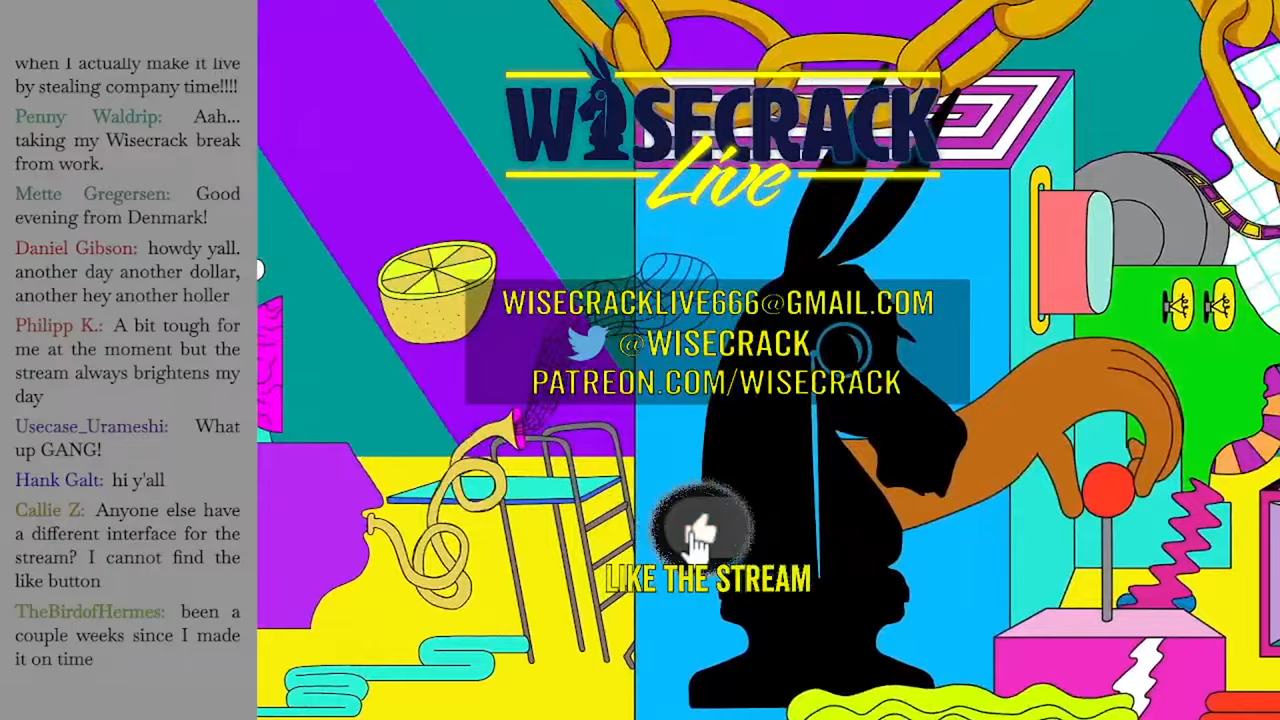 when I actually make it live
by stealing company time!!!!
Penny Waldrip: Aah...
taking my Wisecrack break
from work.
Mette Gregersen: Good
evening from Denmark!
Daniel Gibson: howdy yall.
another day another dollar,
another hey another holler
Philipp K.: A bit tough for
me at the moment but the
stream always brightens my
day
Usecase_Urameshi: What
up GANG!
Hank Galt: hi y'all
Callie Z: Anyone else have
a different interface for the
stream? I cannot find the
like button
TheBirdofHermes: been a
couple weeks since I made
it on time
WISECRACK
Live
WISECRACKLIVE666@GMAIL.COM
@WISECRACK
PATREON.COM/WISECRACK
LIKE THE STREAM